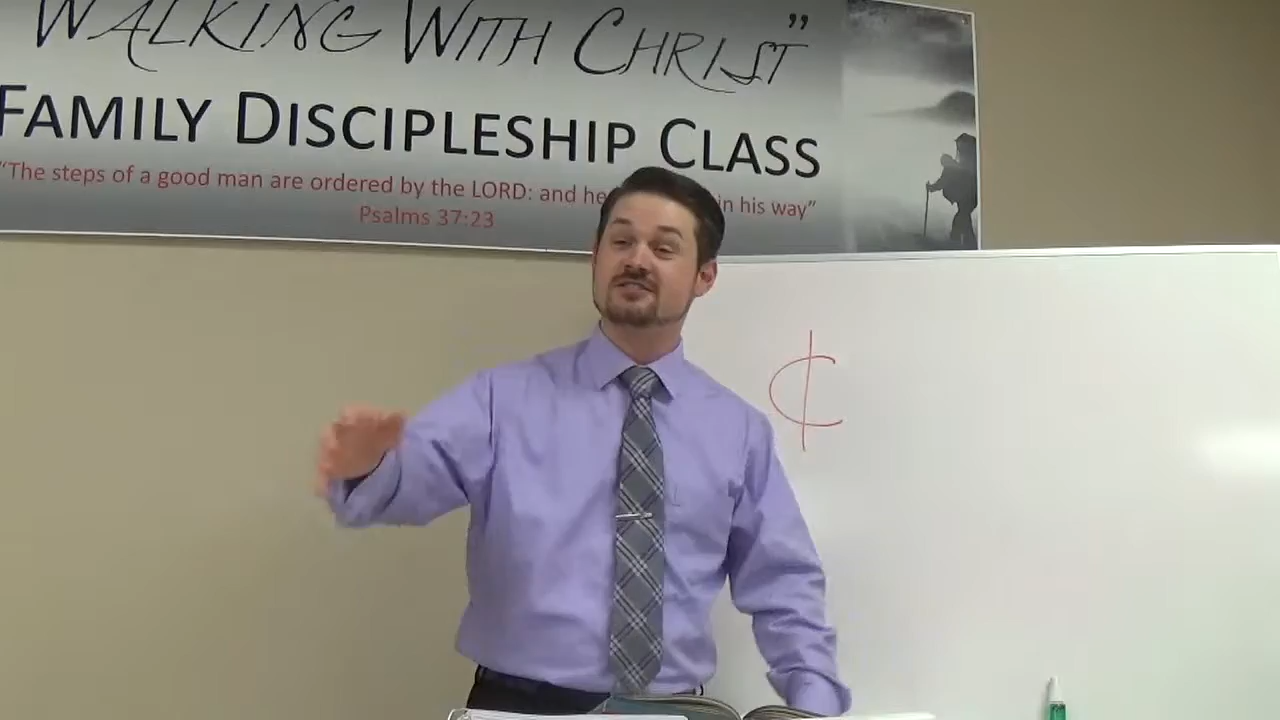 WALKING WITH CHRIST"
FAMILY DISCIPLESHIP CLASS
"The steps of a good man are ordered by the LORD: and he in his way"
Psalms 37:23
₵